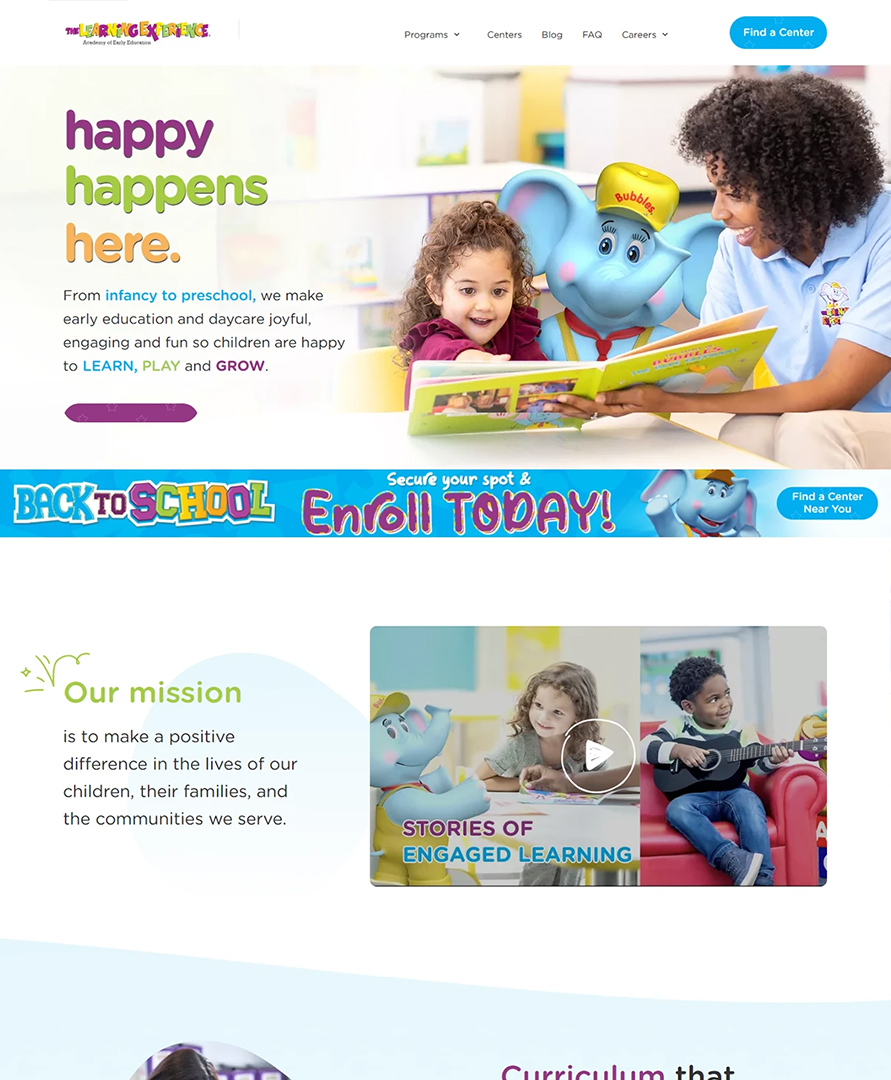 THE LEARNING EXPERIENCE
Academy of Early Education
Programs
Centers
Blog
FAQ
Careers
Find a Center
happy
happens
here.
From infancy to preschool, we make
early education and daycare joyful,
engaging and fun so children are happy
to LEARN, PLAY and GROW.
Bubbles
BUBBLES
BACK TO SCHOOL
Secure your spot &
Enroll TODAY!
Find a Center
Near You
Our mission
is to make a positive
difference in the lives of our
children, their families, and
the communities we serve.
STORIES OF
ENGAGED LEARNING
Curriculum that